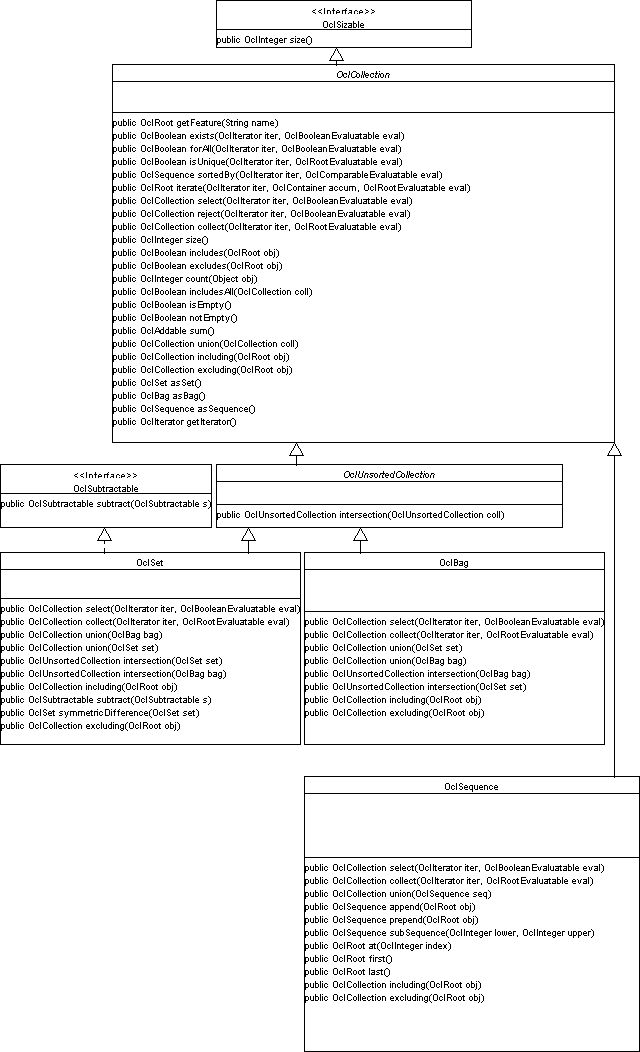 <<Interface>>
OclSizable
public OclInteger size()
OclCollection
public OclRoot getFeature(String name)
public OclBoolean exists(OclIterator iter, OclBooleanEvaluatable eval)
public OclBoolean forAll(OclIterator iter, OclBooleanEvaluatable eval)
public OclBoolean isUnique(OclIterator iter, OclRootEvaluatable eval)
public OclSequence sortedBy(OclIterator iter, OclComparableEvaluatable eval)
public OclRoot iterate(OclIterator iter, OclContainer accum, OclRootEvaluatable eval)
public OclCollection select(OclIterator iter, OclBooleanEvaluatable eval)
public OclCollection reject(OclIterator iter, OclBooleanEvaluatable eval)
public OclCollection collect(OclIterator iter, OclRootEvaluatable eval)
public OclInteger size()
public OclBoolean includes(OclRoot obj)
public OclBoolean excludes(OclRoot obj)
public OclInteger count(Object obj)
public OclBoolean includesAll(OclCollection coll)
public OclBoolean isEmpty()
public OclBoolean notEmpty()
public OclAddable sum()
public OclCollection union(OclCollection coll)
public OclCollection including(OclRoot obj)
public OclCollection excluding(OclRoot obj)
public OclSet asSet()
public OclBag asBag()
public OclSequence asSequence()
public OclIterator getIterator()
<<Interface>>
OclSubtractable
public OclSubtractable subtract(OclSubtractable s)
OclUnsortedCollection
public OclUnsortedCollection intersection(OclUnsortedCollection coll)
OclSet
public OclCollection select(OclIterator iter, OclBooleanEvaluatable eval)
public OclCollection collect(OclIterator iter, OclRootEvaluatable eval)
public OclCollection union(OclBag bag)
public OclCollection union(OclSet set)
public OclUnsortedCollection intersection(OclSet set)
public OclUnsortedCollection intersection(OclBag bag)
public OclCollection including(OclRoot obj)
public OclSubtractable subtract(OclSubtractable s)
public OclSet symmetricDifference(OclSet set)
public OclCollection excluding(OclRoot obj)
OclBag
public OclCollection select(OclIterator iter, OclBooleanEvaluatable eval)
public OclCollection collect(OclIterator iter, OclRootEvaluatable eval)
public OclCollection union(OclSet set)
public OclCollection union(OclBag bag)
public OclUnsortedCollection intersection(OclBag bag)
public OclUnsortedCollection intersection(OclSet set)
public OclCollection including(OclRoot obj)
public OclCollection excluding(OclRoot obj)
OclSequence
public OclCollection select(OclIterator iter, OclBooleanEvaluatable eval)
public OclCollection collect(OclIterator iter, OclRootEvaluatable eval)
public OclCollection union(OclSequence seq)
public OclSequence append(OclRoot obj)
public OclSequence prepend(OclRoot obj)
public OclSequence subSequence(OclInteger lower, OclInteger upper)
public OclRoot at(OclInteger index)
public OclRoot first()
public OclRoot last()
public OclCollection including(OclRoot obj)
public OclCollection excluding(OclRoot obj)